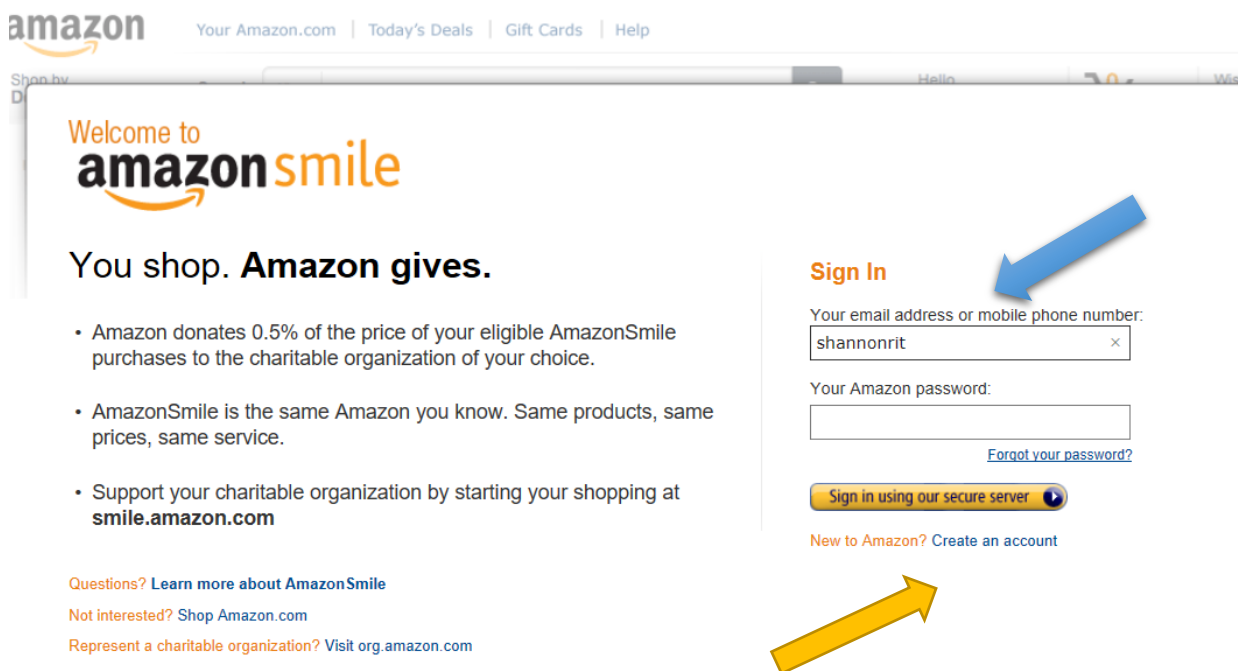 amazon
Your Amazon.com | Today's Deals | Gift Cards | Help
Shop by
Hello
Welcome to
amazonsmile
You shop. Amazon gives.
• Amazon donates 0.5% of the price of your eligible AmazonSmile
purchases to the charitable organization of your choice.
• AmazonSmile is the same Amazon you know. Same products, same
prices, same service.
• Support your charitable organization by starting your shopping at
smile.amazon.com
Questions? Learn more about AmazonSmile
Not interested? Shop Amazon.com
Represent a charitable organization? Visit org.amazon.com
Sign In
Your email address or mobile phone number:
shannonrit ×
Your Amazon password:
Forgot your password?
Sign in using our secure server
New to Amazon? Create an account